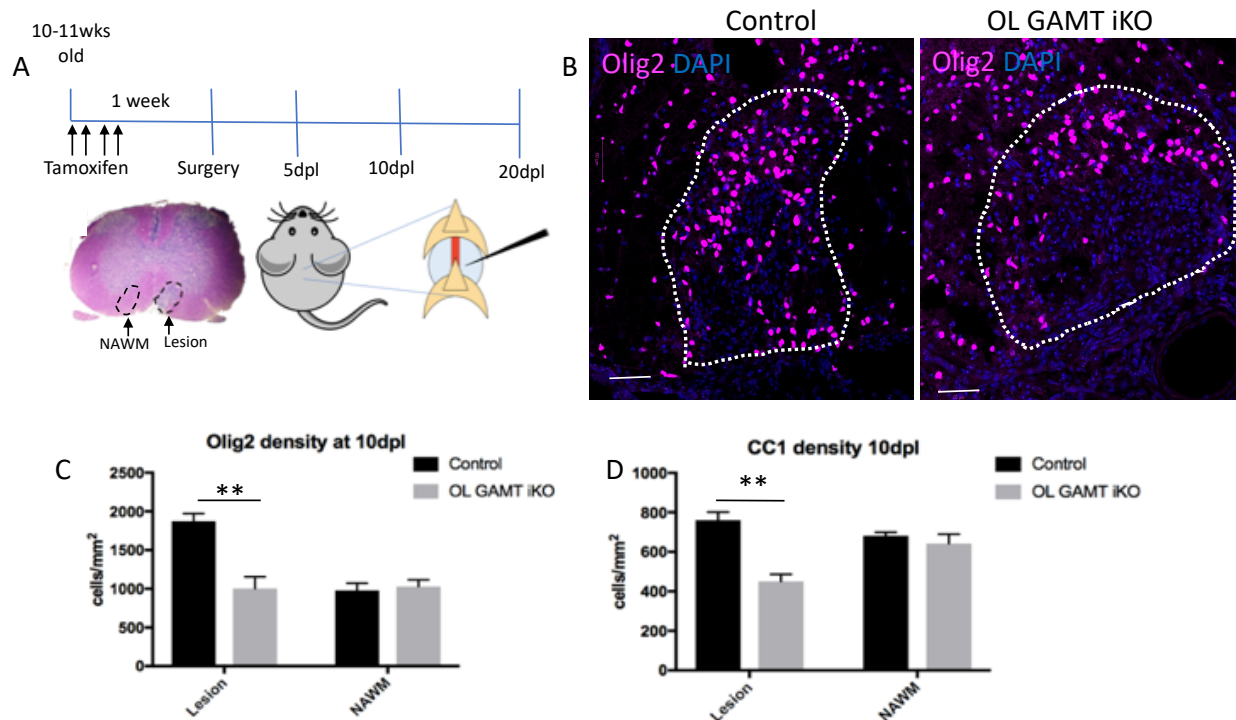 10-11wks
old
A
1 week
Tamoxifen
Surgery
5dpl
10dpl
20dpl
NAWM
Lesion
Control
OL GAMT iKO
B
Olig2 DAPI
Olig2 DAPI
C
Olig2 density at 10dpl
Control
OL GAMT iKO
**
cells/mm²
2500
2000
1500
1000
500
0
Lesion
NAWM
D
CC1 density 10dpl
Control
OL GAMT iKO
**
cells/mm²
1000
800
600
400
200
0
Lesion
NAWM